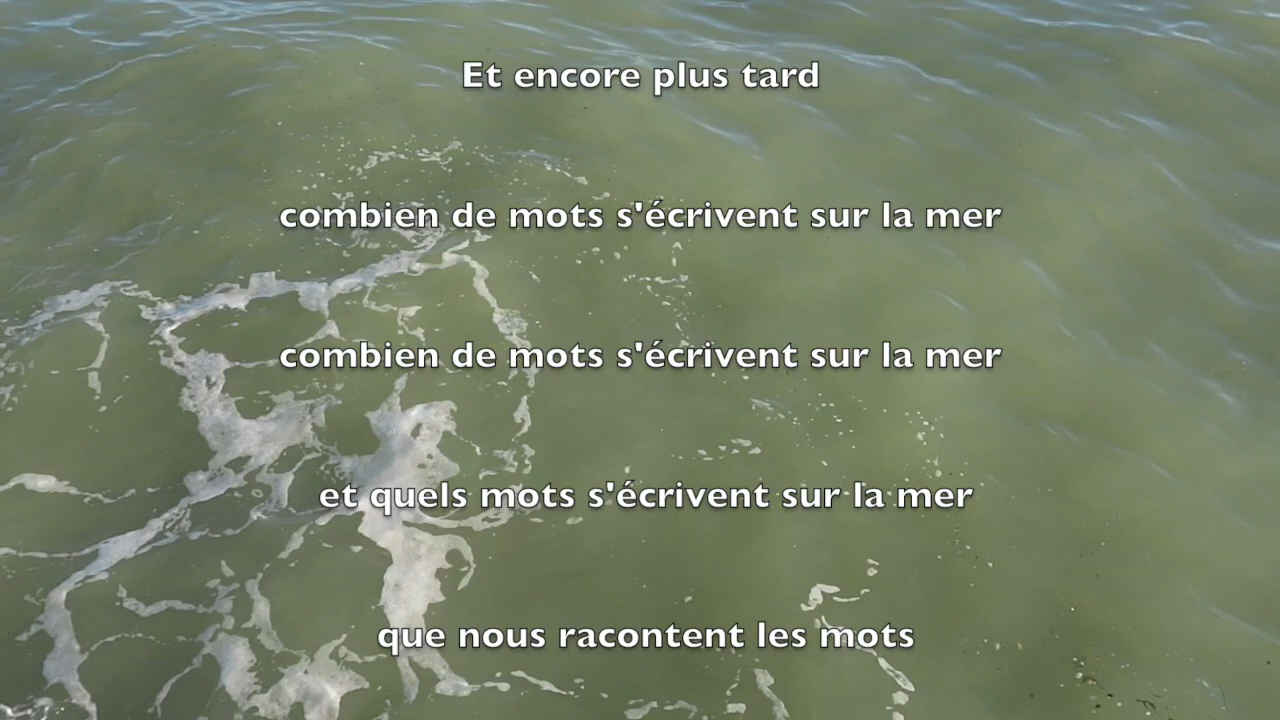 Et encore plus tard
combien de mots s'écrivent sur la mer
combien de mots s'écrivent sur la mer
et quels mots s'écrivent sur la mer
que nous racontent les mots